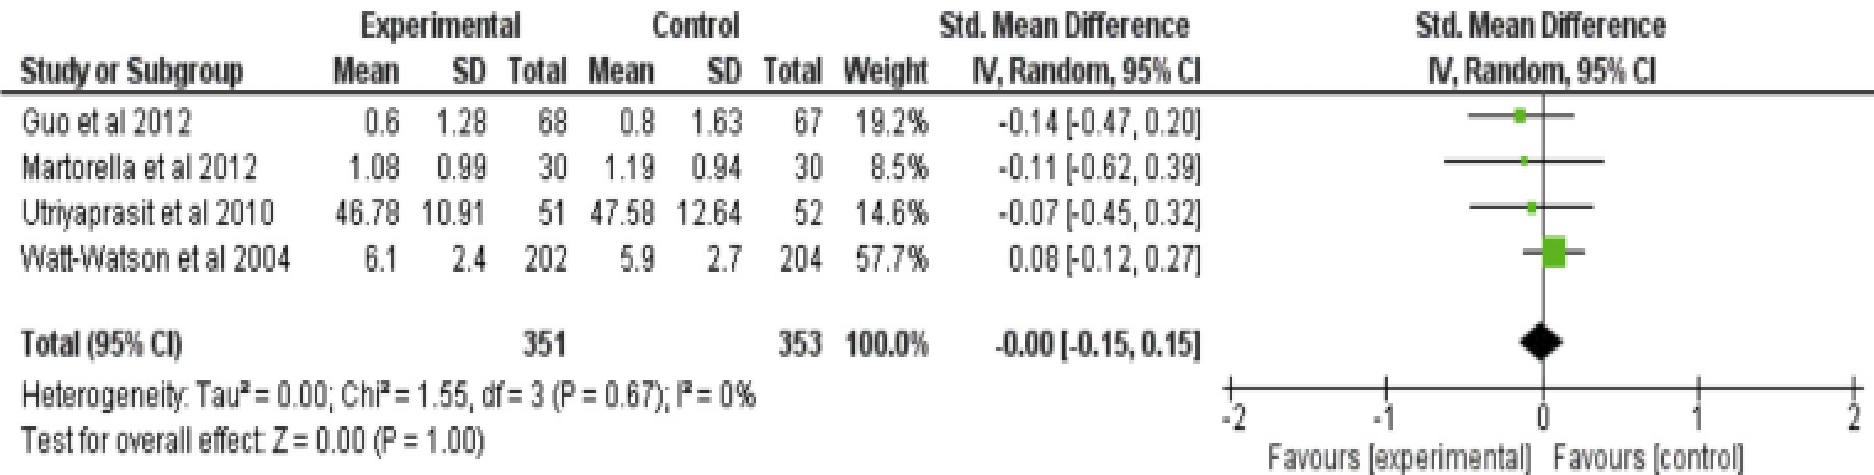 Experimental Control Std. Mean Difference Std. Mean Difference
Study or Subgroup Mean SD Total Mean SD Total Weight IV, Random, 95% CI IV, Random, 95% CI
Guo et al 2012 0.6 1.28 68 0.8 1.63 67 19.2% -0.14 [-0.47, 0.20]
Martorella et al 2012 1.08 0.99 30 1.19 0.94 30 8.5% -0.11 [-0.62, 0.39]
Utriyaprasit et al 2010 46.78 10.91 51 47.58 12.64 52 14.6% -0.07 [-0.45, 0.32]
Watt-Watson et al 2004 6.1 2.4 202 5.9 2.7 204 57.7% 0.08 [-0.12, 0.27]
Total (95% CI) 351 353 100.0% -0.00 [-0.15, 0.15]
Heterogeneity: Tau² = 0.00; Chi² = 1.55, df = 3 (P = 0.67); I² = 0%
Test for overall effect: Z = 0.00 (P = 1.00)
-2 -1 0 1 2
Favours [experimental] Favours [control]